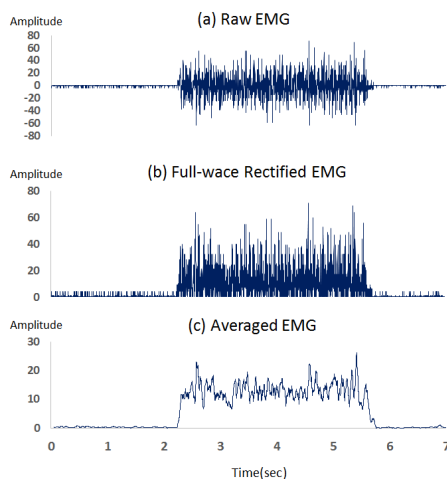 (a) Raw EMG
Amplitude
80
60
40
20
0
-20
-40
-60
-80
Amplitude
(b) Full-wace Rectified EMG
80
60
40
20
0
Amplitude
(c) Averaged EMG
30
20
10
0
0 1 2 3 4 5 6 7
Time(sec)